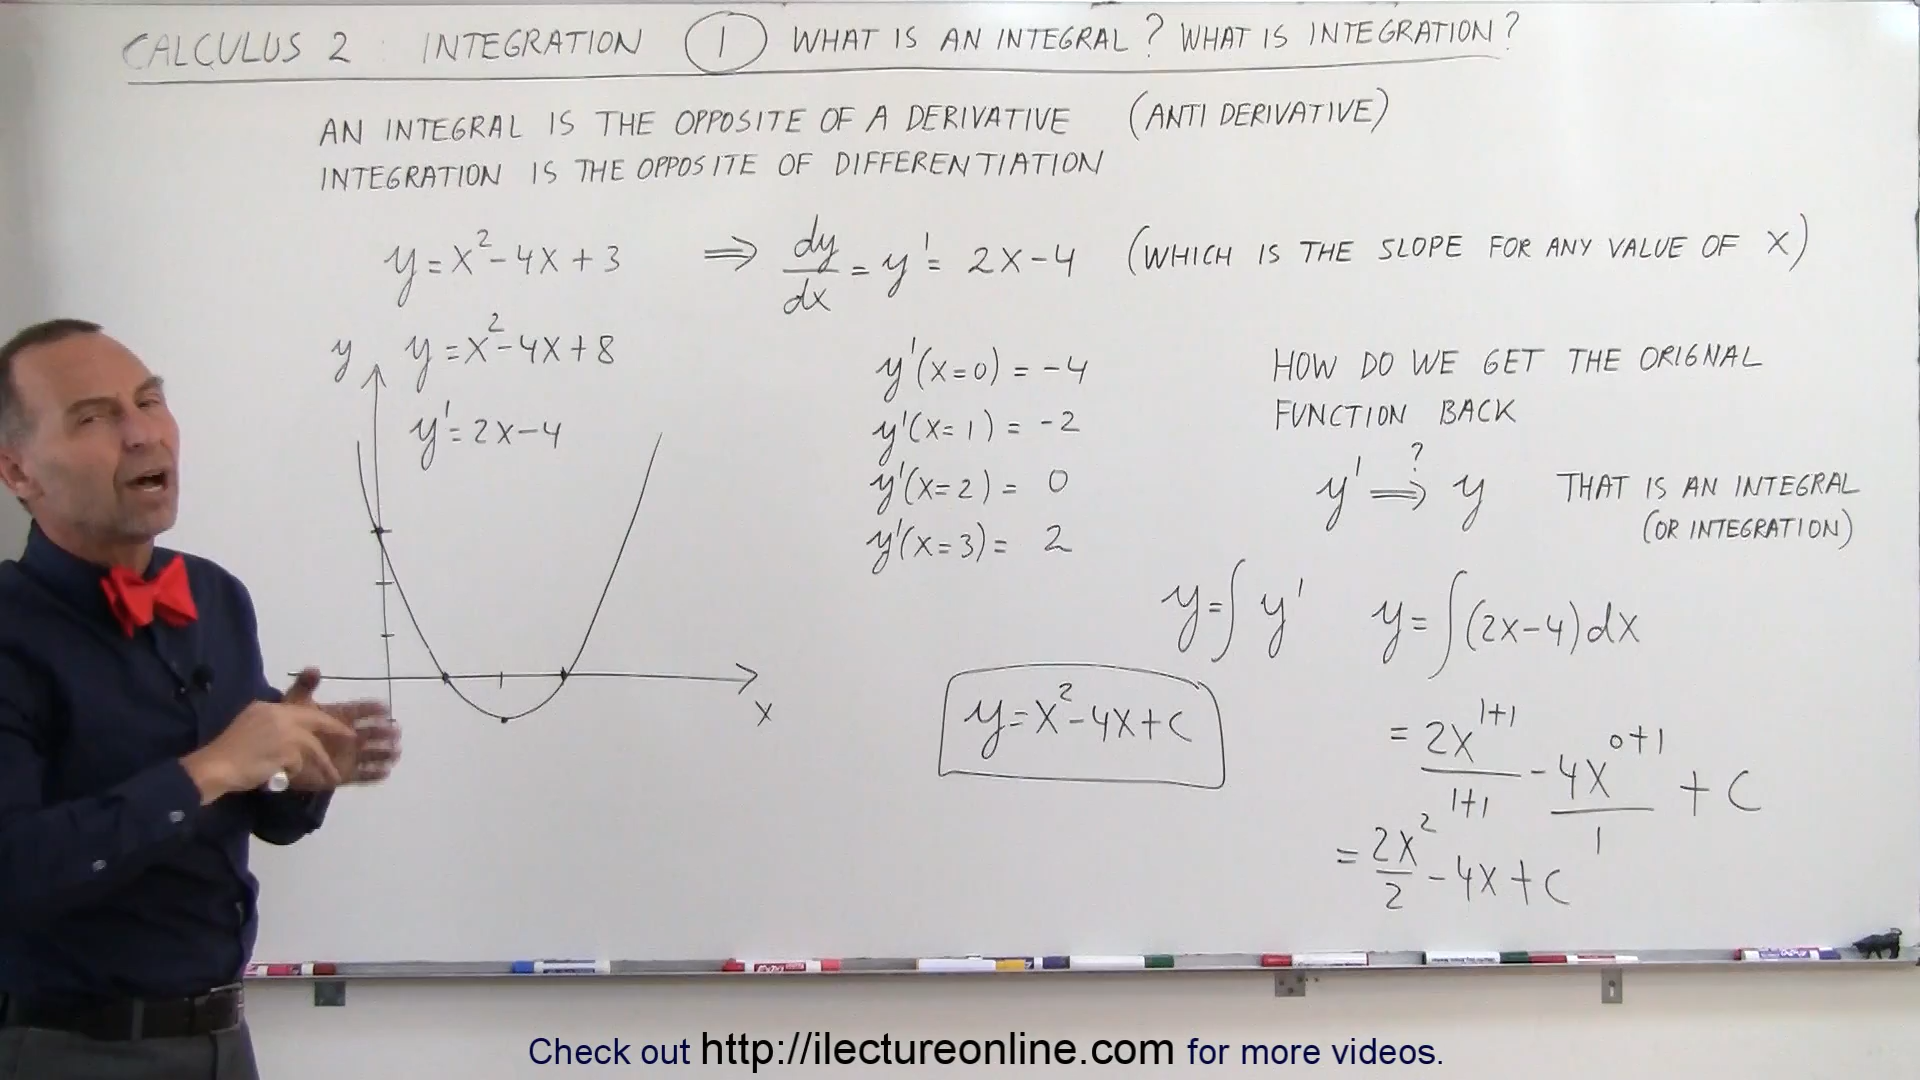 CALCULUS 2 : INTEGRATION ① WHAT IS AN INTEGRAL? WHAT IS INTEGRATION?
AN INTEGRAL IS THE OPPOSITE OF A DERIVATIVE (ANTI DERIVATIVE)
INTEGRATION IS THE OPPOSITE OF DIFFERENTIATION
y = x² - 4x + 3 ⇒ dy/dx = y' = 2x - 4 (WHICH IS THE SLOPE FOR ANY VALUE OF X)
y
y = x² - 4x + 8
y' = 2x - 4
x
y'(x=0) = -4
y'(x=1) = -2
y'(x=2) = 0
y'(x=3) = 2
y = x² - 4x + C
HOW DO WE GET THE ORIGNAL
FUNCTION BACK
?
y' ⇒ y THAT IS AN INTEGRAL
(OR INTEGRATION)
y = ∫ y' y = ∫(2x-4)dx
= 2x^(1+1)/(1+1) - 4x^(0+1)/1 + C
= 2x²/2 - 4x + C
Check out http://ilectureonline.com for more videos.